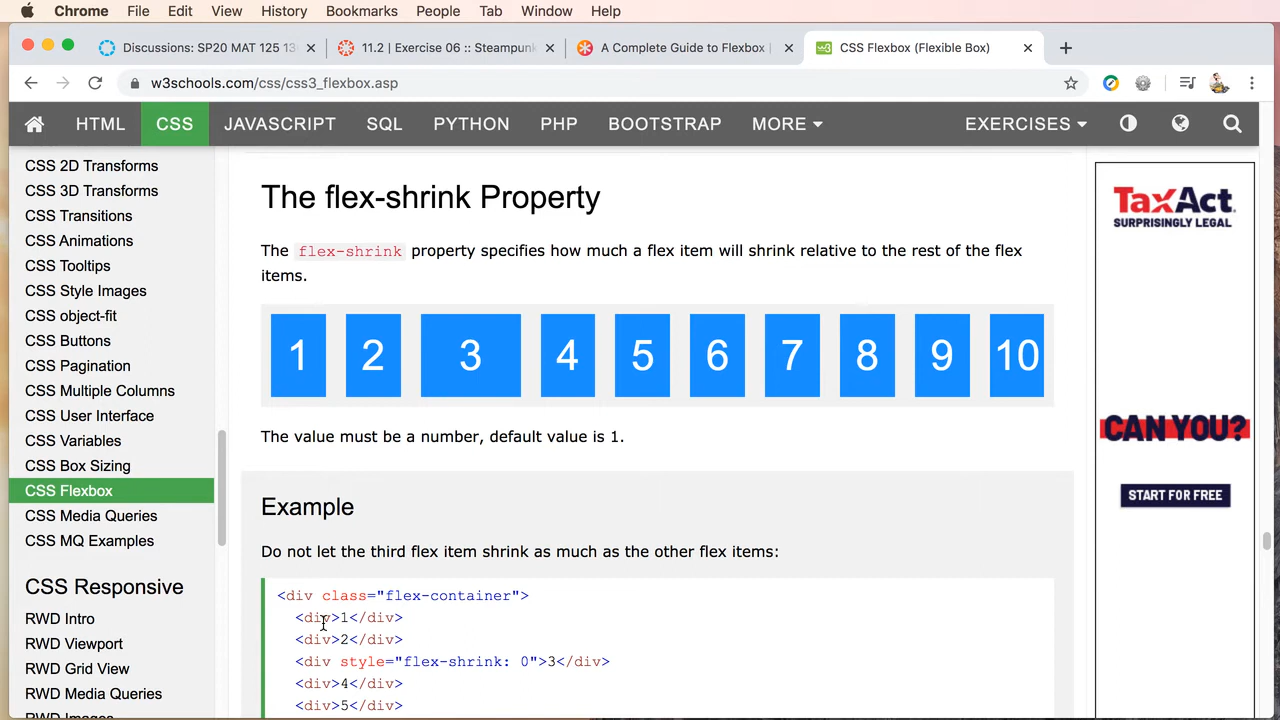 Chrome File Edit View History Bookmarks People Tab Window Help
Discussions: SP20 MAT 125 13
11.2 | Exercise 06 :: Steampunk
A Complete Guide to Flexbox |
CSS Flexbox (Flexible Box)
w3schools.com/css/css3_flexbox.asp
HTML CSS JAVASCRIPT SQL PYTHON PHP BOOTSTRAP MORE EXERCISES
CSS 2D Transforms
CSS 3D Transforms
CSS Transitions
CSS Animations
CSS Tooltips
CSS Style Images
CSS object-fit
CSS Buttons
CSS Pagination
CSS Multiple Columns
CSS User Interface
CSS Variables
CSS Box Sizing
CSS Flexbox
CSS Media Queries
CSS MQ Examples
CSS Responsive
RWD Intro
RWD Viewport
RWD Grid View
RWD Media Queries
RWD Images
The flex-shrink Property
The flex-shrink property specifies how much a flex item will shrink relative to the rest of the flex
items.
1 2 3 4 5 6 7 8 9 10
The value must be a number, default value is 1.
Example
Do not let the third flex item shrink as much as the other flex items:
<div class="flex-container">
<div>1</div>
<div>2</div>
<div style="flex-shrink: 0">3</div>
<div>4</div>
<div>5</div>
TaxAct.
SURPRISINGLY LEGAL
CAN YOU?
START FOR FREE